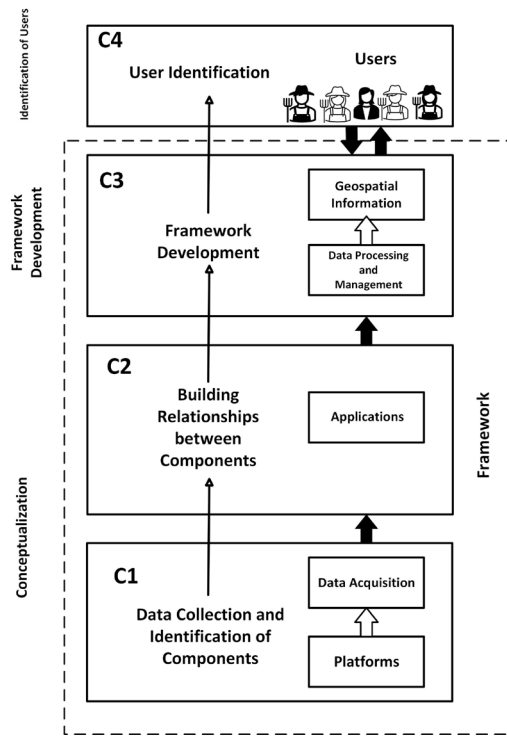 Identification of Users
C4
User Identification
Users
Framework
Development
C3
Framework
Development
Geospatial
Information
Data Processing
and
Management
C2
Building
Relationships
between
Components
Applications
Framework
Conceptualization
C1
Data Collection and
Identification of
Components
Data Acquisition
Platforms